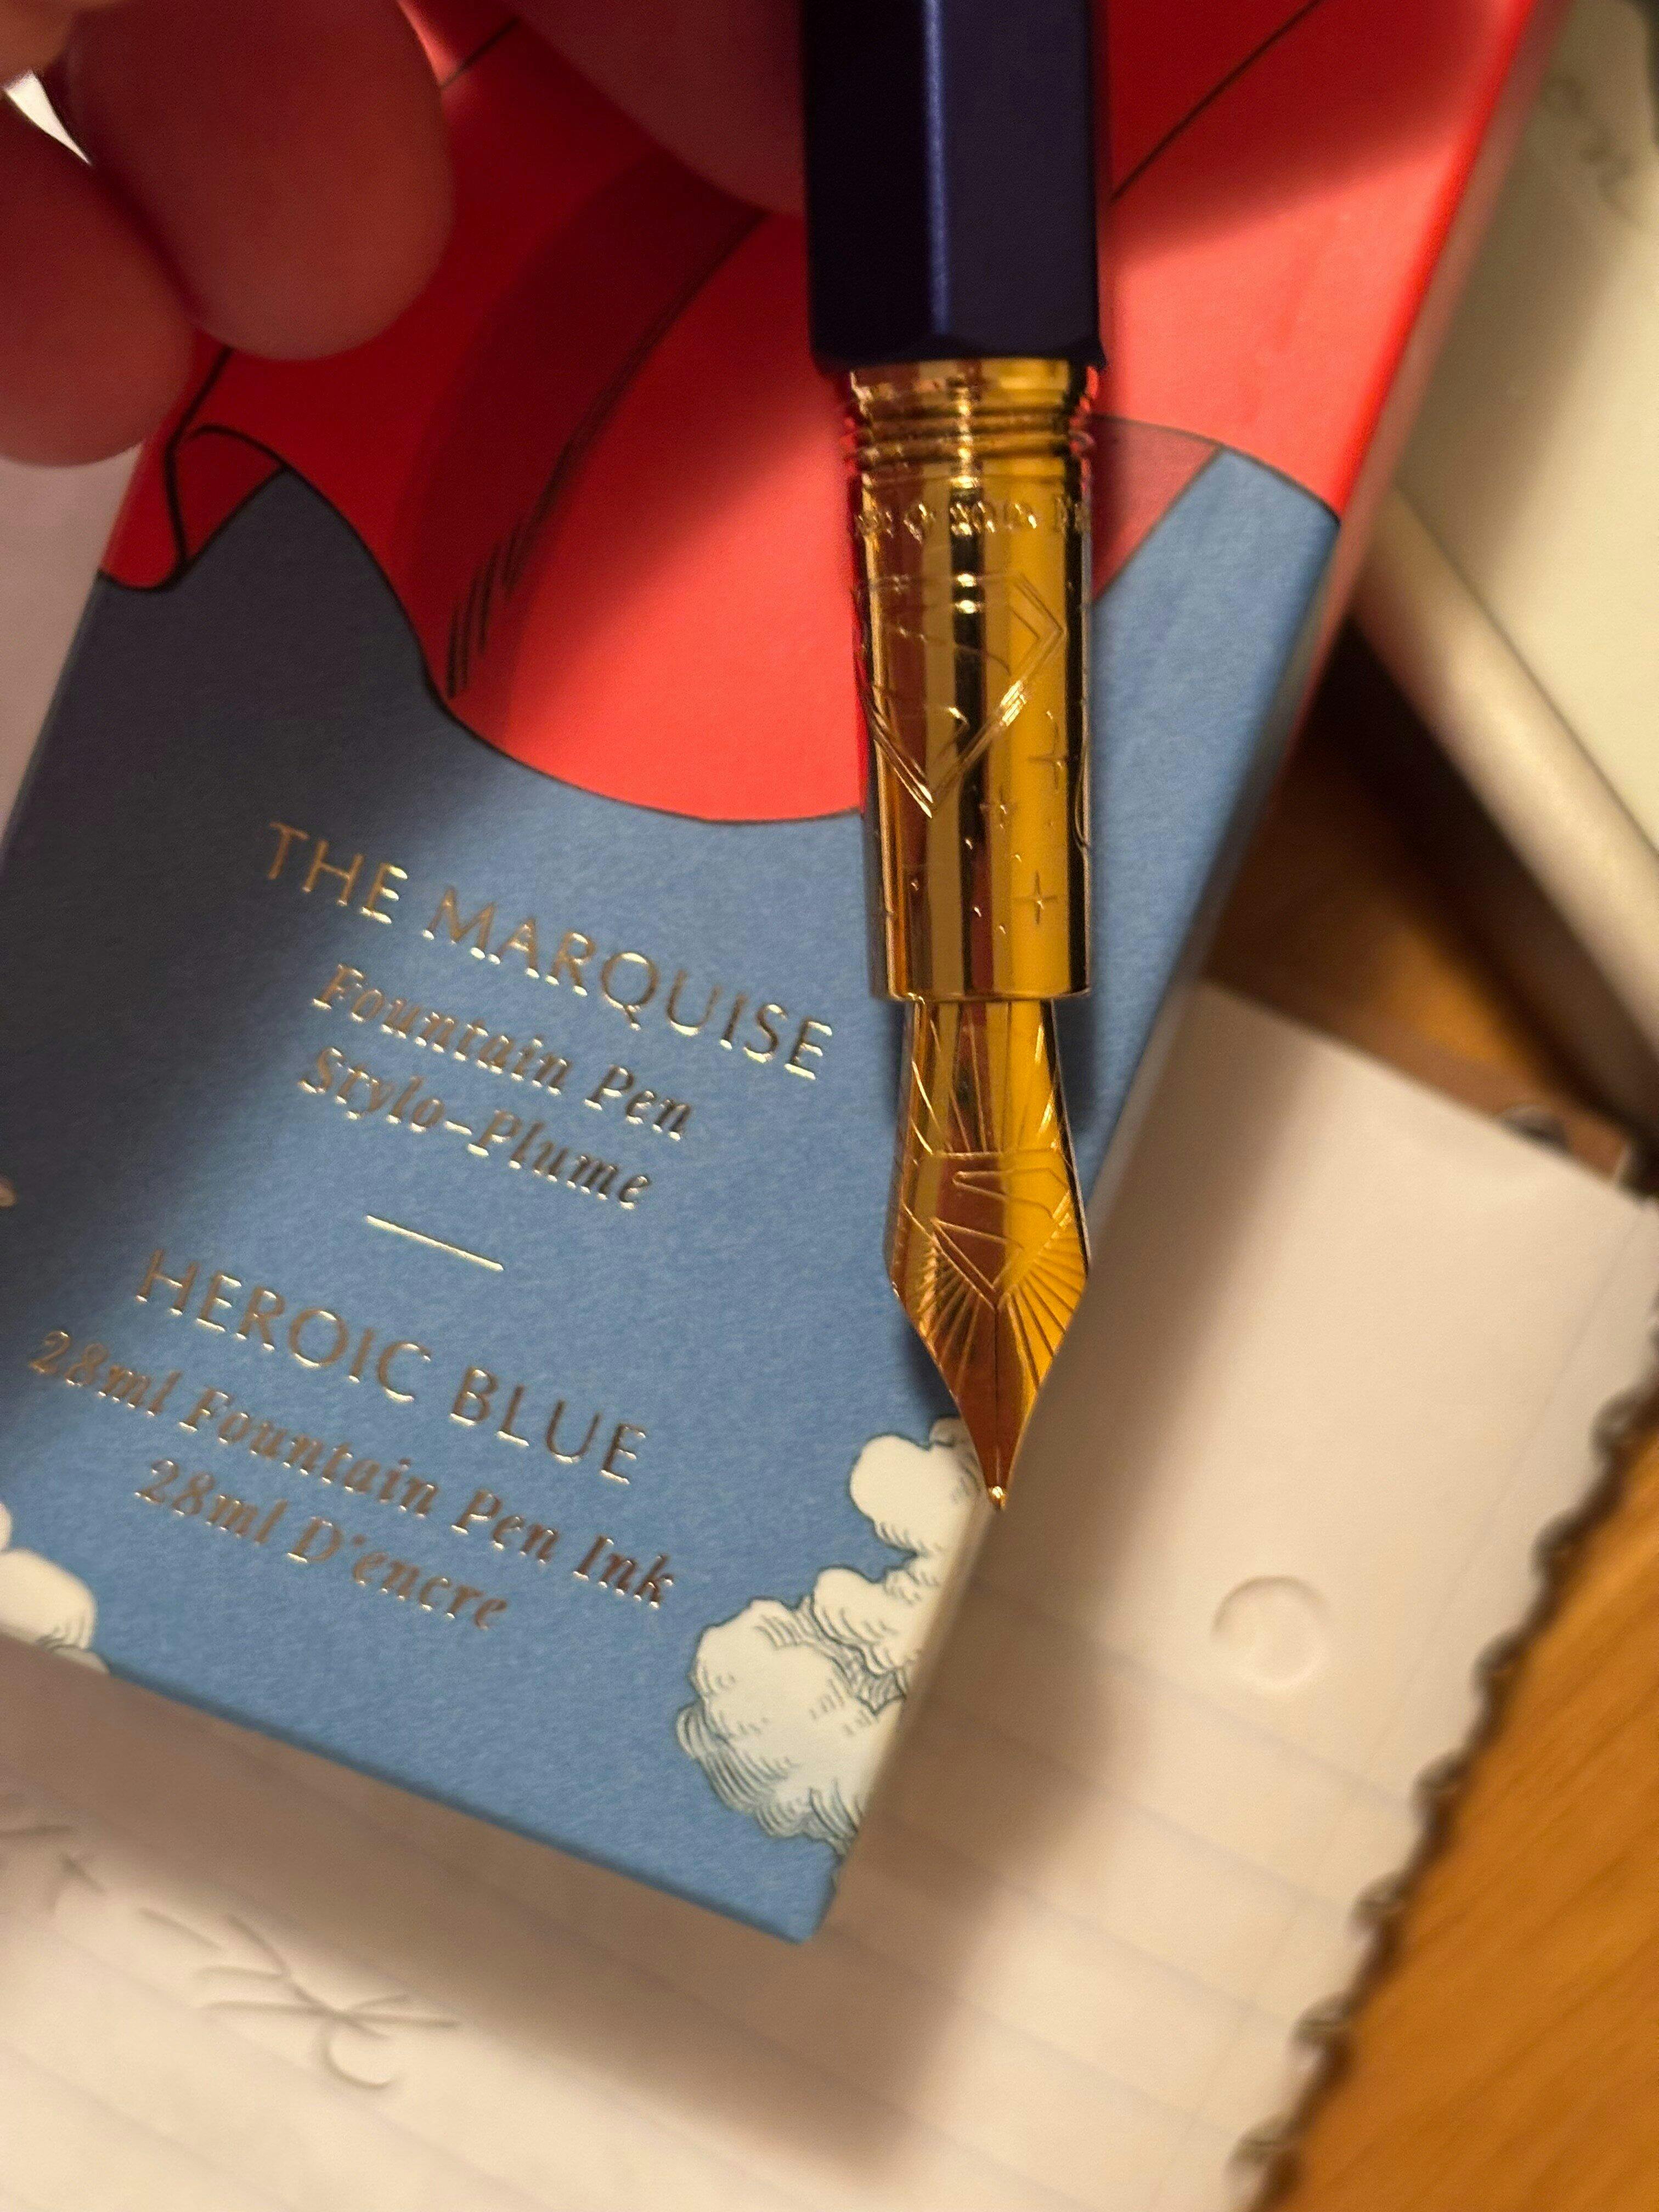 THE MARQUISE
Fountain Pen
Stylo-Plume
HEROIC BLUE
28ml Fountain Pen Ink
28ml D'encre